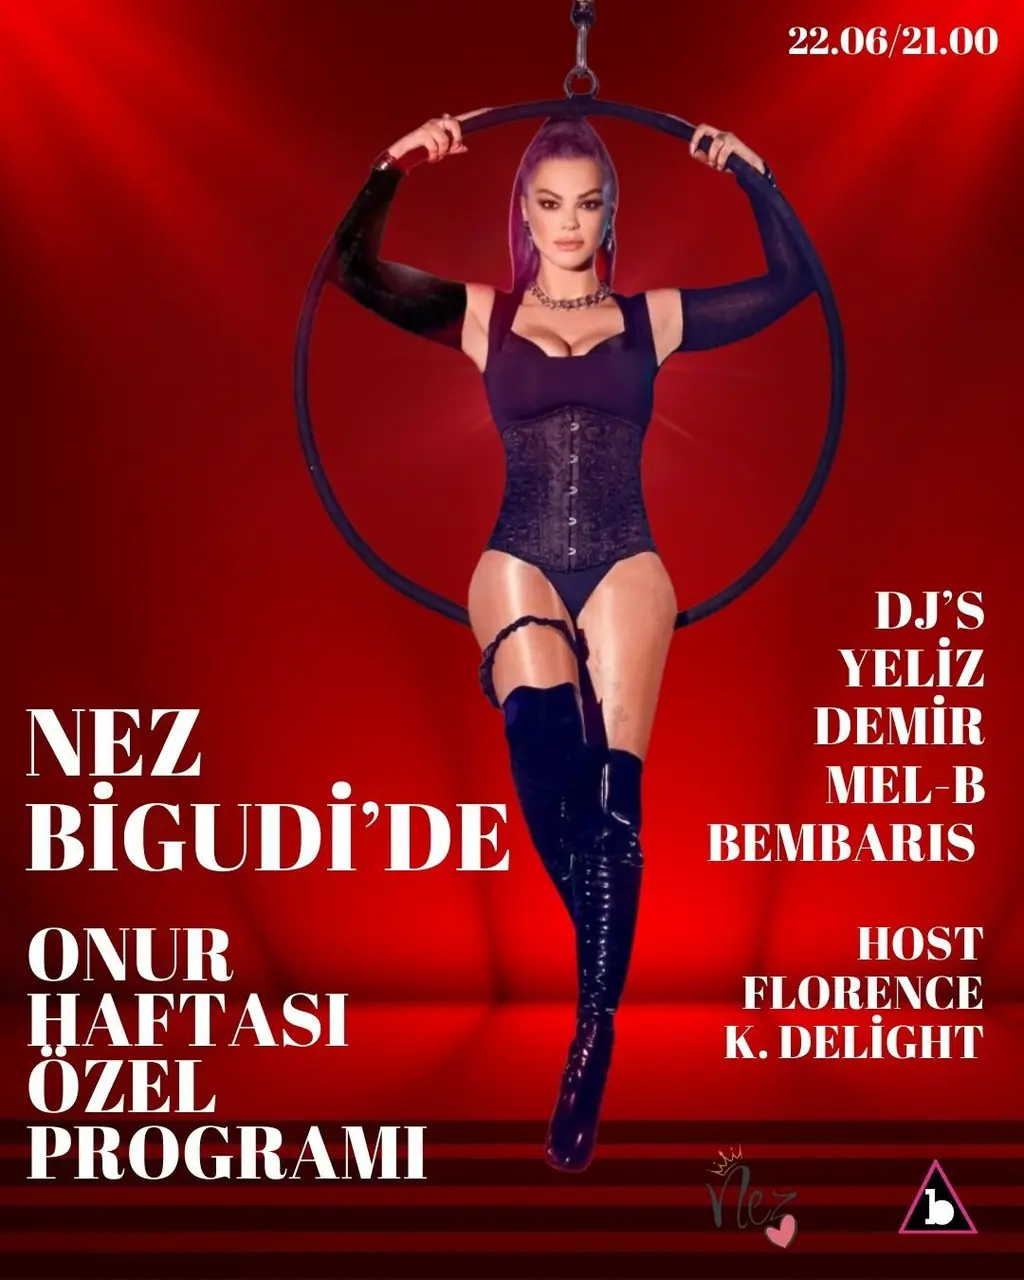 22.06/21.00
DJ'S
YELİZ
DEMİR
MEL-B
BEMBARIS
NEZ
BİGUDİ'DE
ONUR
HAFTASI
ÖZEL
PROGRAMI
HOST
FLORENCE
K. DELİGHT
nez
b